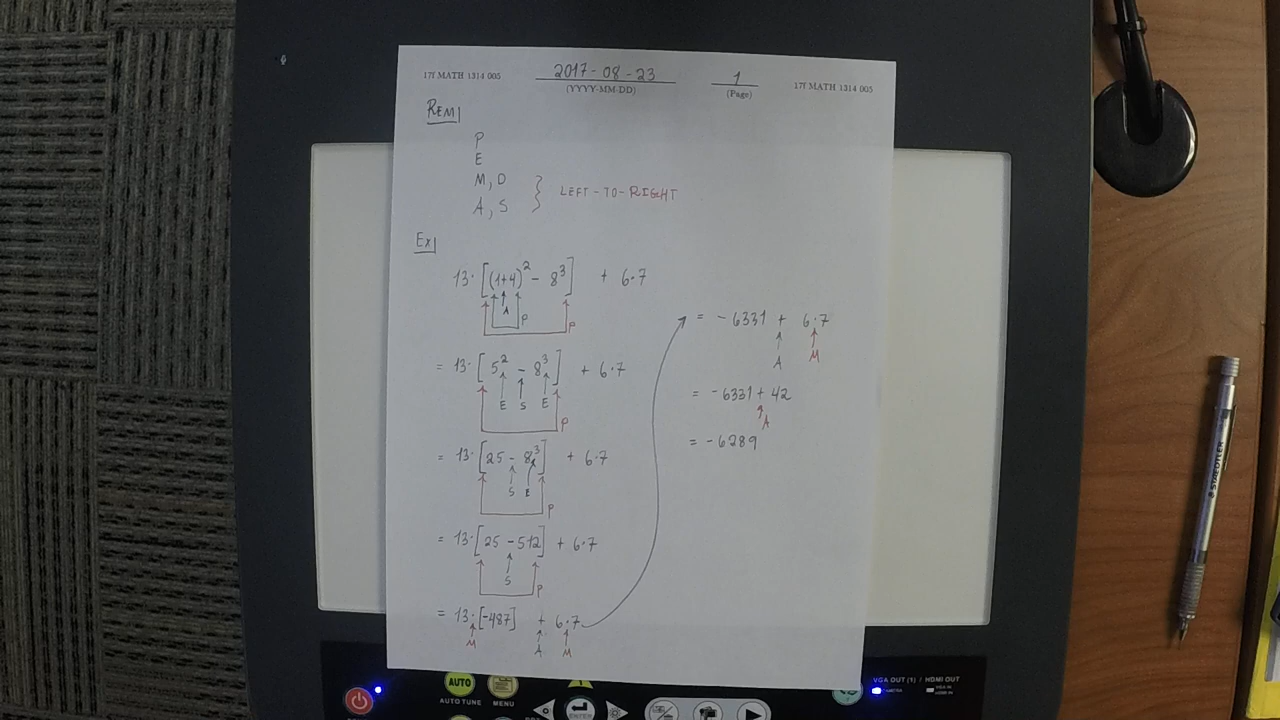 17f MATH 1314 005 2017-08-23 1 17f MATH 1314 005
(YYYY-MM-DD) (Page)
REM
P
E
M, D
A, S
LEFT-TO-RIGHT
Ex
13·[(1+4)² - 8³] + 6·7
A
P P
= 13·[5² - 8³] + 6·7
E S E
P
= 13·[25 - 8³] + 6·7
S E
P
= 13·[25 - 512] + 6·7
S
P
= 13·[-487] + 6·7
M A M
= -6331 + 6·7
A M
= -6331 + 42
A
= -6289
STAEDTLER
AUTO
AUTO TUNE MENU
ENTER
VGA OUT (1) / HDMI OUT